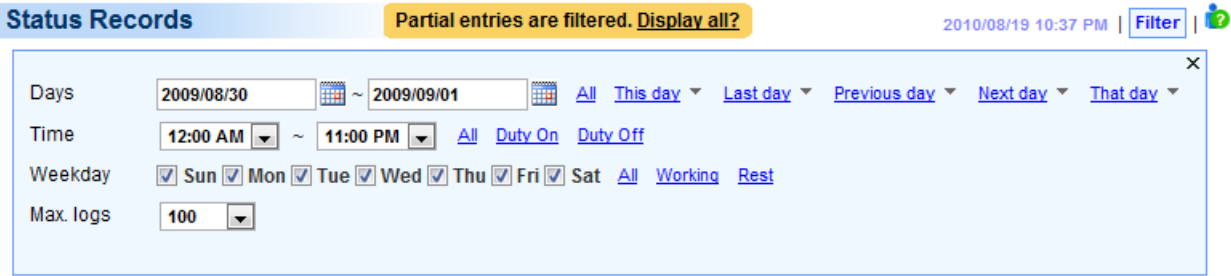 Status Records Partial entries are filtered. Display all? 2010/08/19 10:37 PM | Filter | ?
Days 2009/08/30 ~ 2009/09/01 All This day Last day Previous day Next day That day
Time 12:00 AM ~ 11:00 PM All Duty On Duty Off
Weekday Sun Mon Tue Wed Thu Fri Sat All Working Rest
Max. logs 100